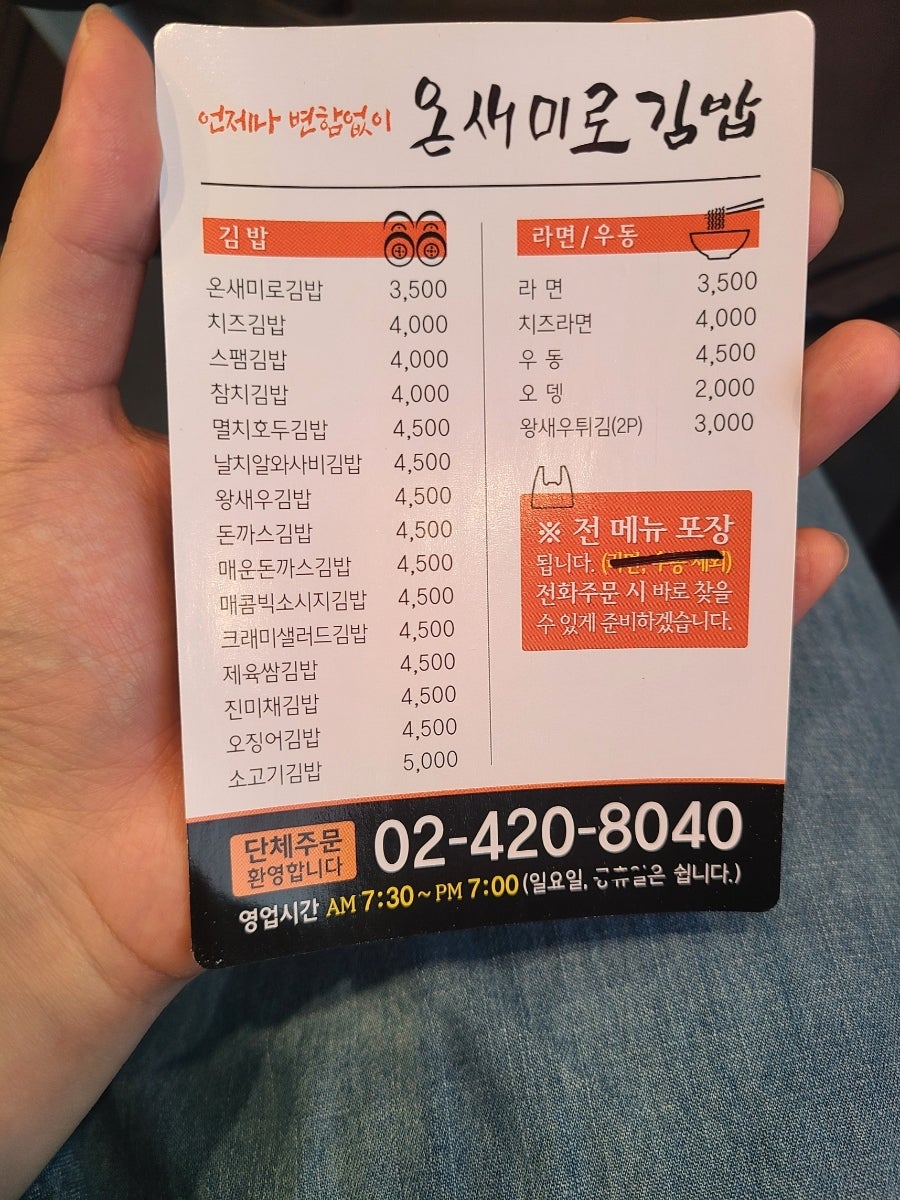 언제나 변함없이 온새미로김밥
김밥
온새미로김밥 3,500
치즈김밥 4,000
스팸김밥 4,000
참치김밥 4,000
멸치호두김밥 4,500
날치알와사비김밥 4,500
왕새우김밥 4,500
돈까스김밥 4,500
매운돈까스김밥 4,500
매콤빅소시지김밥 4,500
크래미샐러드김밥 4,500
제육쌈김밥 4,500
진미채김밥 4,500
오징어김밥 4,500
소고기김밥 5,000
라면/우동
라 면 3,500
치즈라면 4,000
우 동 4,500
오 뎅 2,000
왕새우튀김(2P) 3,000
※ 전 메뉴 포장
됩니다.
전화주문 시 바로 찾을
수 있게 준비하겠습니다.
단체주문
환영합니다
02-420-8040
영업시간 AM 7:30 ~ PM 7:00 (일요일, 공휴일은 쉽니다.)